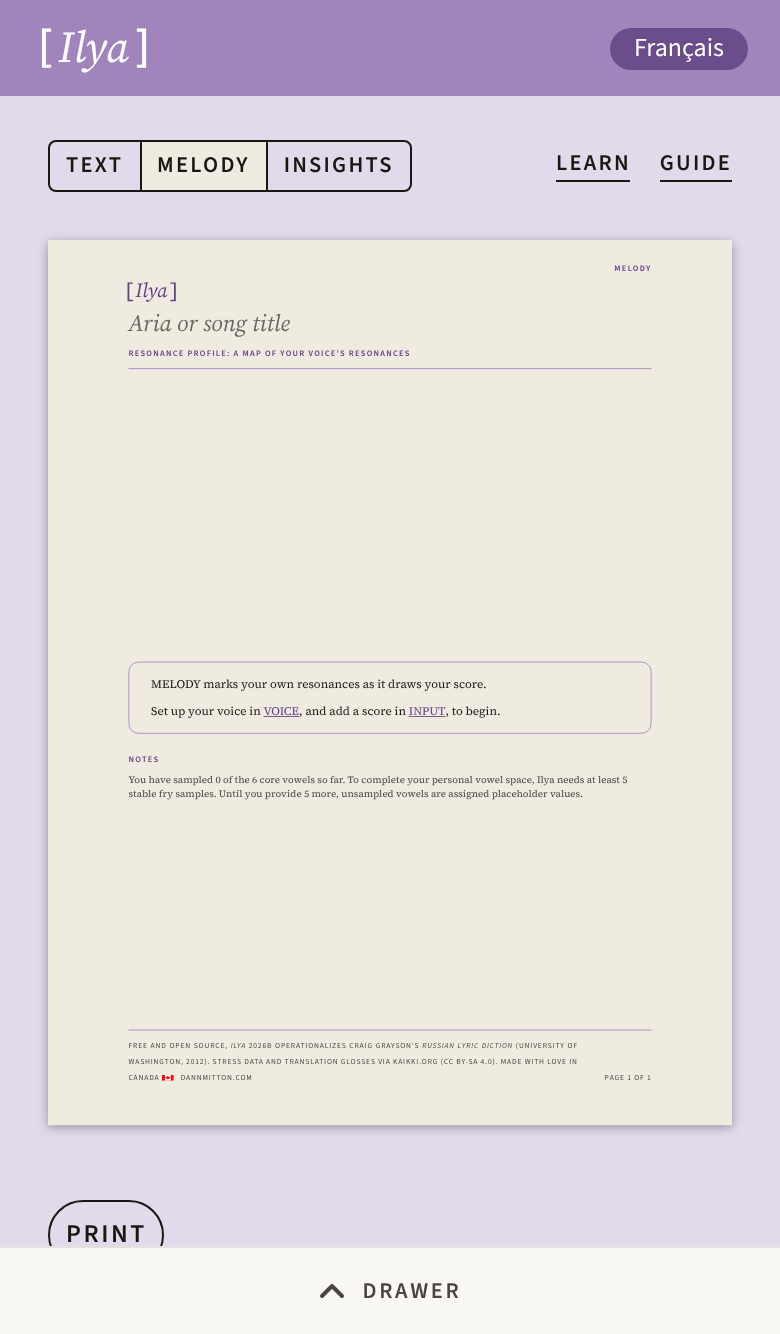 [Ilya]
Français
TEXT MELODY INSIGHTS
LEARN GUIDE
MELODY
[Ilya]
Aria or song title
RESONANCE PROFILE: A MAP OF YOUR VOICE'S RESONANCES
MELODY marks your own resonances as it draws your score.
Set up your voice in VOICE, and add a score in INPUT, to begin.
NOTES
You have sampled 0 of the 6 core vowels so far. To complete your personal vowel space, Ilya needs at least 5
stable fry samples. Until you provide 5 more, unsampled vowels are assigned placeholder values.
FREE AND OPEN SOURCE, ILYA 2026B OPERATIONALIZES CRAIG GRAYSON'S RUSSIAN LYRIC DICTION (UNIVERSITY OF
WASHINGTON, 2012). STRESS DATA AND TRANSLATION GLOSSES VIA KAIKKI.ORG (CC BY-SA 4.0). MADE WITH LOVE IN
CANADA 🇨🇦 DANNMITTON.COM
PAGE 1 OF 1
PRINT
DRAWER